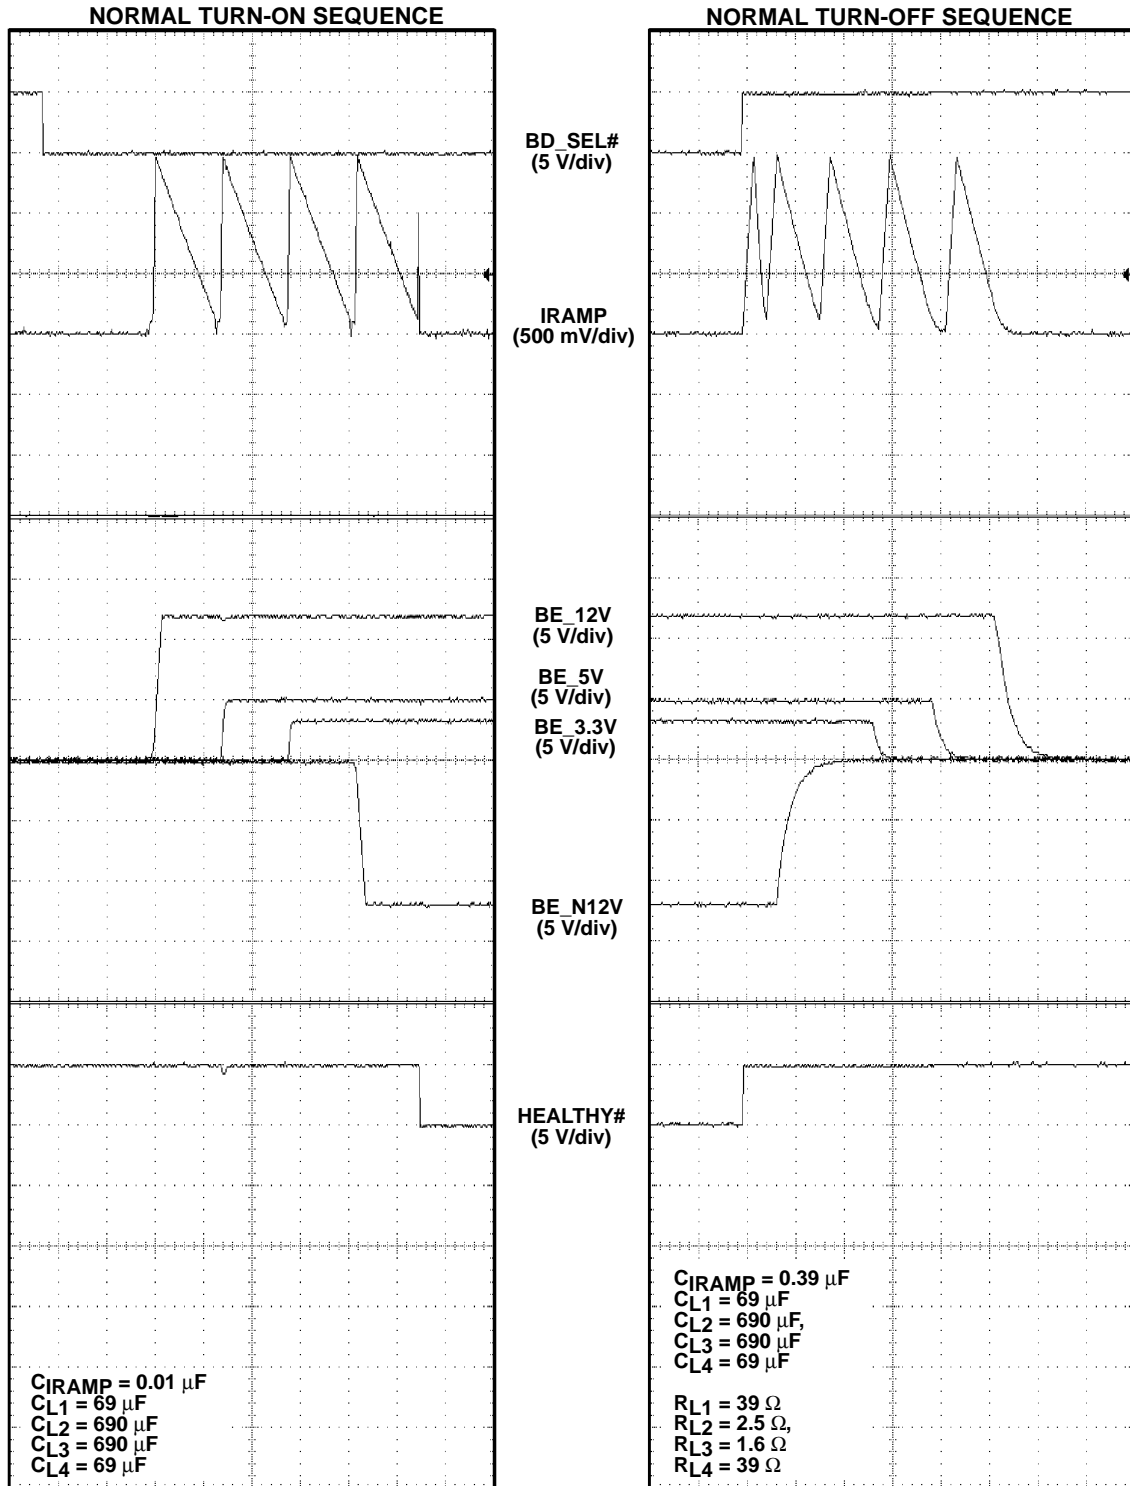 NORMAL TURN-ON SEQUENCE
NORMAL TURN-OFF SEQUENCE
BD_SEL#
(5 V/div)
IRAMP
(500 mV/div)
BE_12V
(5 V/div)
BE_5V
(5 V/div)
BE_3.3V
(5 V/div)
BE_N12V
(5 V/div)
HEALTHY#
(5 V/div)
CIRAMP = 0.01 μF
CL1 = 69 μF
CL2 = 690 μF
CL3 = 690 μF
CL4 = 69 μF
CIRAMP = 0.39 μF
CL1 = 69 μF
CL2 = 690 μF,
CL3 = 690 μF
CL4 = 69 μF
RL1 = 39 Ω
RL2 = 2.5 Ω,
RL3 = 1.6 Ω
RL4 = 39 Ω